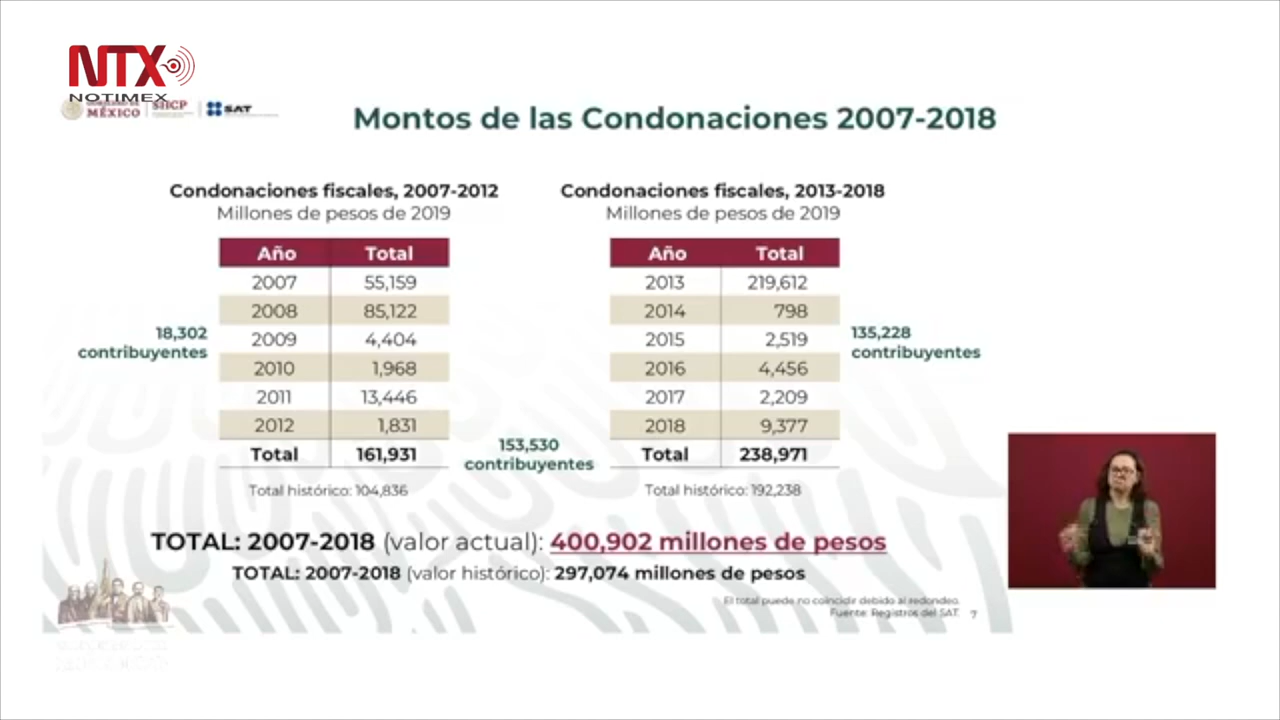 NTX
NOTIMEX
MÉXICO
SHCP
SAT
Montos de las Condonaciones 2007-2018
Condonaciones fiscales, 2007-2012
Millones de pesos de 2019
Año Total
2007 55,159
2008 85,122
2009 4,404
2010 1,968
2011 13,446
2012 1,831
Total 161,931
Total histórico: 104,836
18,302
contribuyentes
153,530
contribuyentes
Condonaciones fiscales, 2013-2018
Millones de pesos de 2019
Año Total
2013 219,612
2014 798
2015 2,519
2016 4,456
2017 2,209
2018 9,377
Total 238,971
Total histórico: 192,238
135,228
contribuyentes
TOTAL: 2007-2018 (valor actual): 400,902 millones de pesos
TOTAL: 2007-2018 (valor histórico): 297,074 millones de pesos
El total puede no coincidir debido al redondeo.
Fuente: Registros del SAT. 7